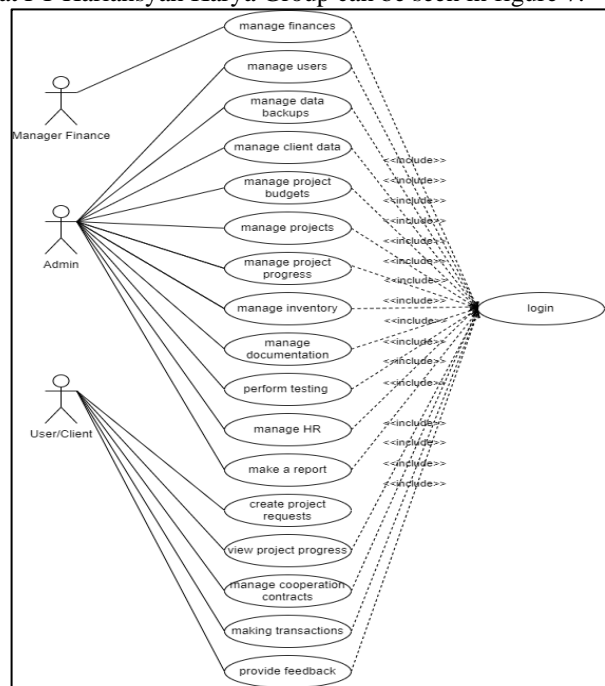 at PT Hariansyah Karya Group can be seen in figure 7.
manage finances
manage users
Manager Finance
manage data
backups
manage client data
<<include>>
<<include>>
manage project
budgets
<<include>>
<<include>>
manage projects
<<include>>
Admin
manage project
progress
<<include>>
<<include>>
manage inventory
<<include>>
login
<<include>>
manage
documentation
<<include>>
<<include>>
perform testing
<<include>>
User/Client
manage HR
<<include>>
<<include>>
make a report
<<include>>
<<include>>
create project
requests
view project progress
manage cooperation
contracts
making transactions
provide feedback